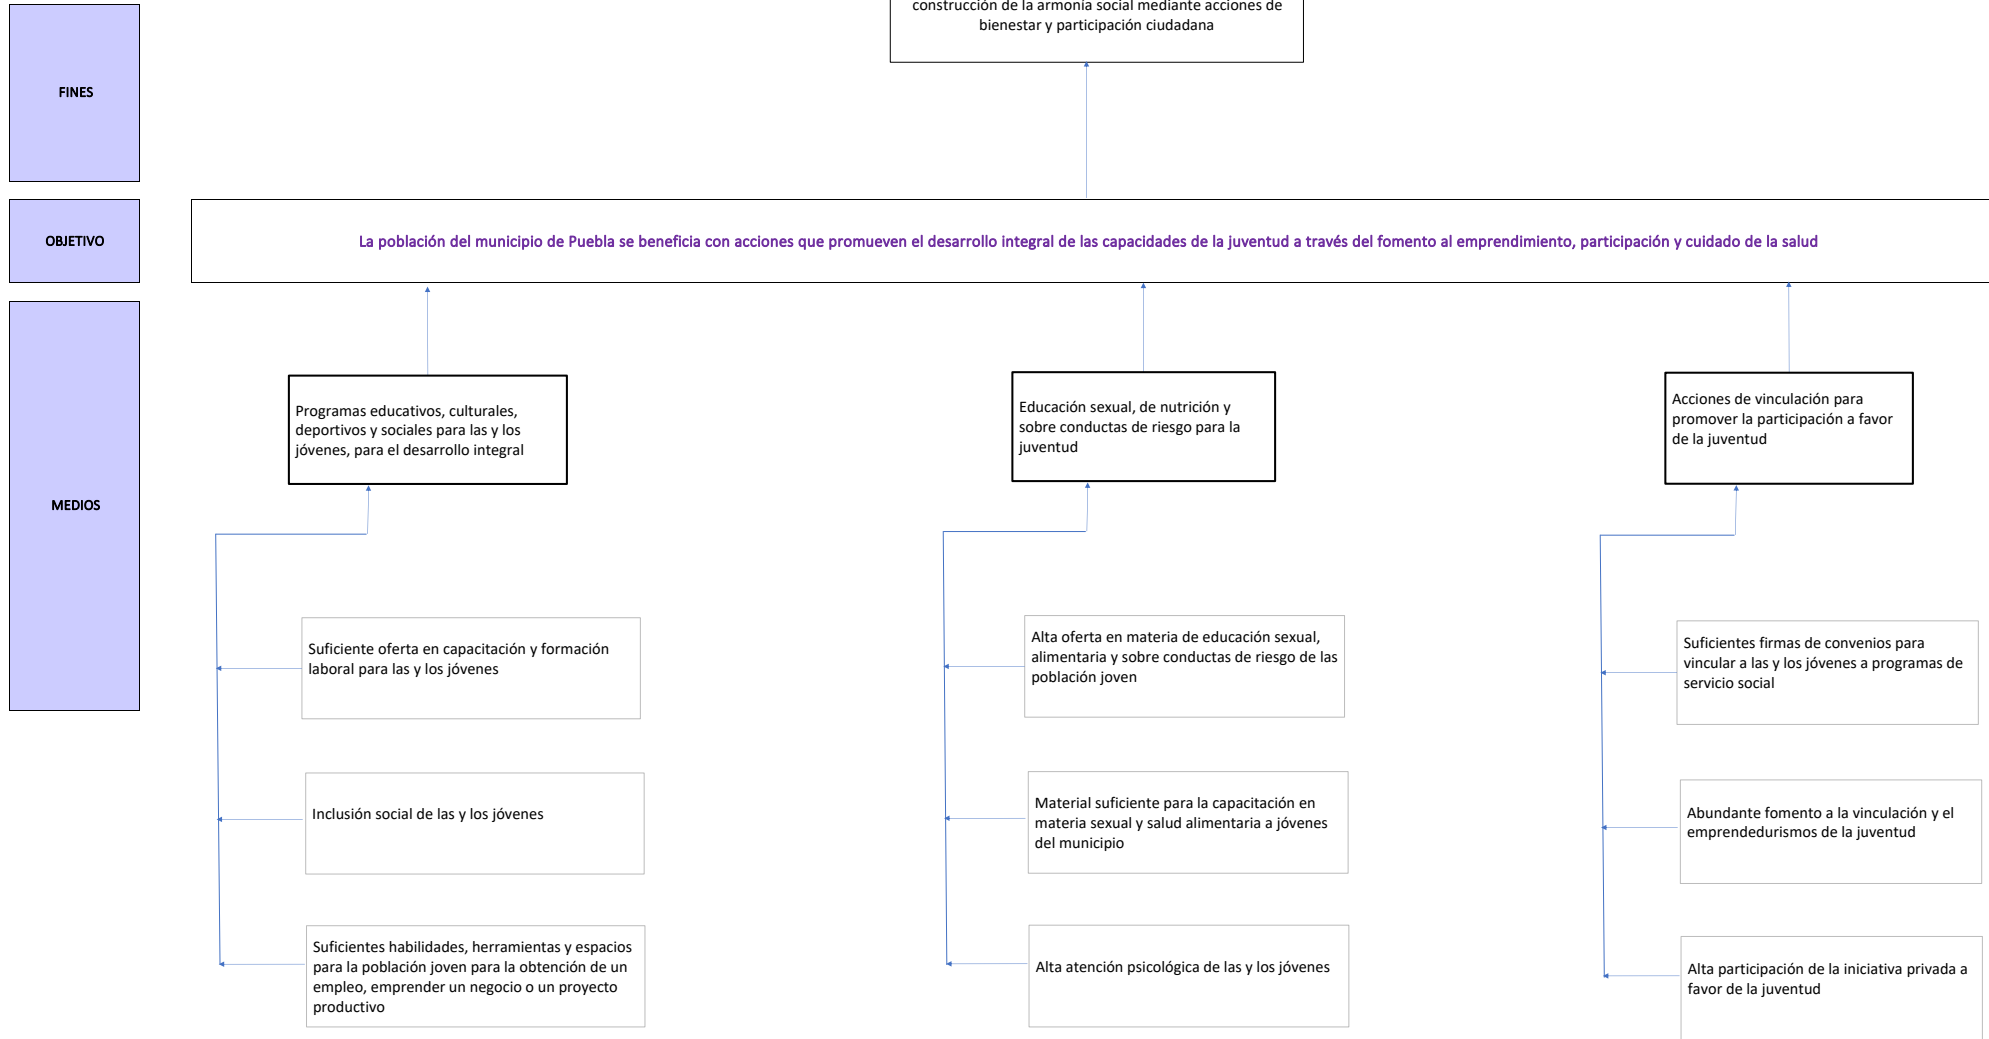 construcción de la armonía social mediante acciones de
bienestar y participación ciudadana
FINES
OBJETIVO
La población del municipio de Puebla se beneficia con acciones que promueven el desarrollo integral de las capacidades de la juventud a través del fomento al emprendimiento, participación y cuidado de la salud
MEDIOS
Programas educativos, culturales,
deportivos y sociales para las y los
jóvenes, para el desarrollo integral
Educación sexual, de nutrición y
sobre conductas de riesgo para la
juventud
Acciones de vinculación para
promover la participación a favor
de la juventud
Suficiente oferta en capacitación y formación
laboral para las y los jóvenes
Alta oferta en materia de educación sexual,
alimentaria y sobre conductas de riesgo de las
población joven
Suficientes firmas de convenios para
vincular a las y los jóvenes a programas de
servicio social
Inclusión social de las y los jóvenes
Material suficiente para la capacitación en
materia sexual y salud alimentaria a jóvenes
del municipio
Abundante fomento a la vinculación y el
emprendedurismos de la juventud
Suficientes habilidades, herramientas y espacios
para la población joven para la obtención de un
empleo, emprender un negocio o un proyecto
productivo
Alta atención psicológica de las y los jóvenes
Alta participación de la iniciativa privada a
favor de la juventud